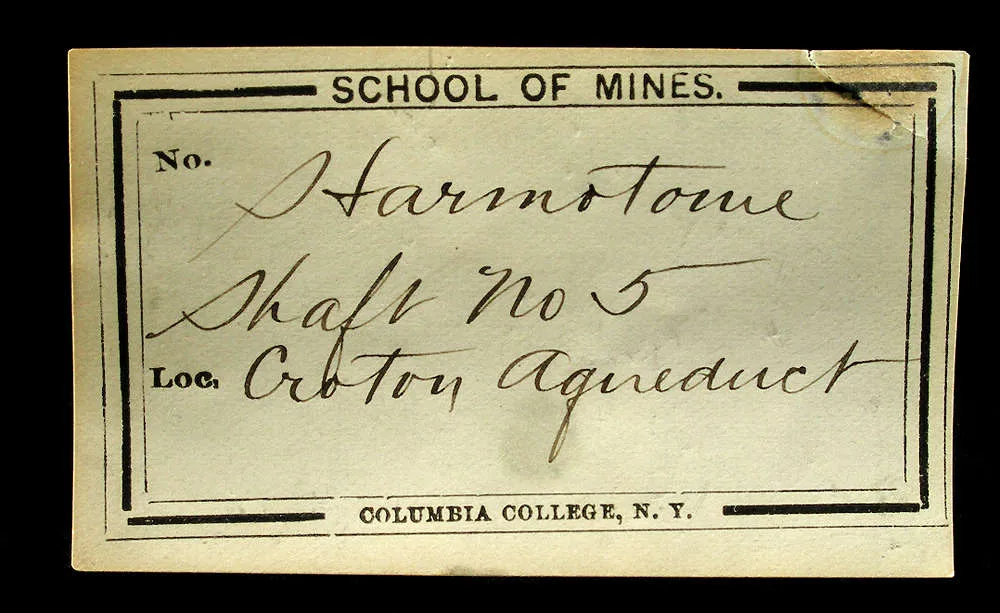 SCHOOL OF MINES.
No.
Harmotome
Shaft No 5
Loc. Croton Aqueduct
COLUMBIA COLLEGE, N. Y.